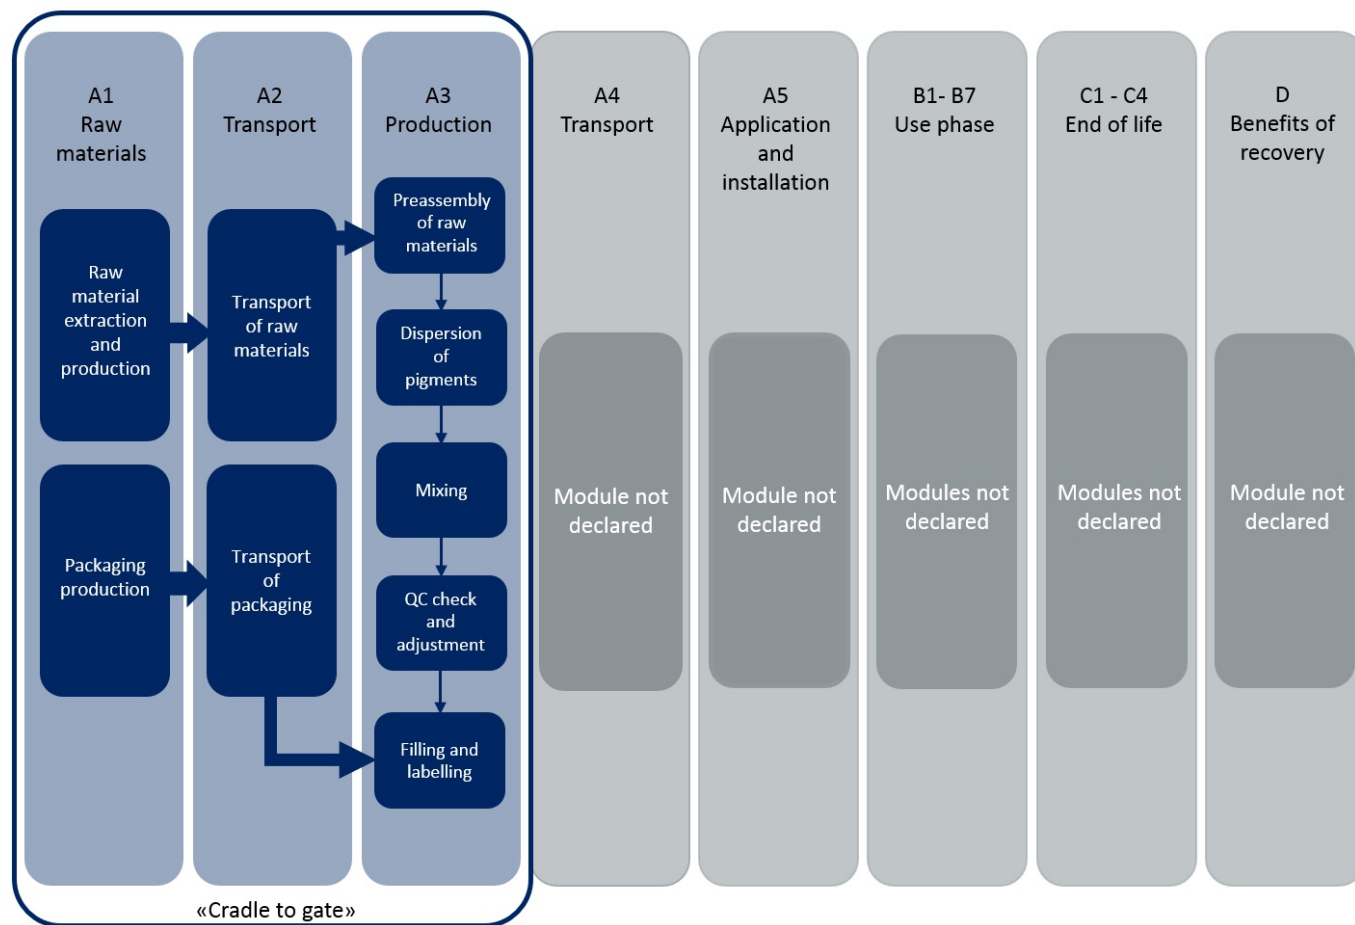 A1
Raw
materials
Raw
material
extraction
and
production
Packaging
production
A2
Transport
Transport
of raw
materials
Transport
of
packaging
A3
Production
Preassembly
of raw
materials
Dispersion
of
pigments
Mixing
QC check
and
adjustment
Filling and
labelling
«Cradle to gate»
A4
Transport
Module not
declared
A5
Application
and
installation
Module not
declared
B1- B7
Use phase
Modules not
declared
C1 - C4
End of life
Modules not
declared
D
Benefits of
recovery
Module not
declared